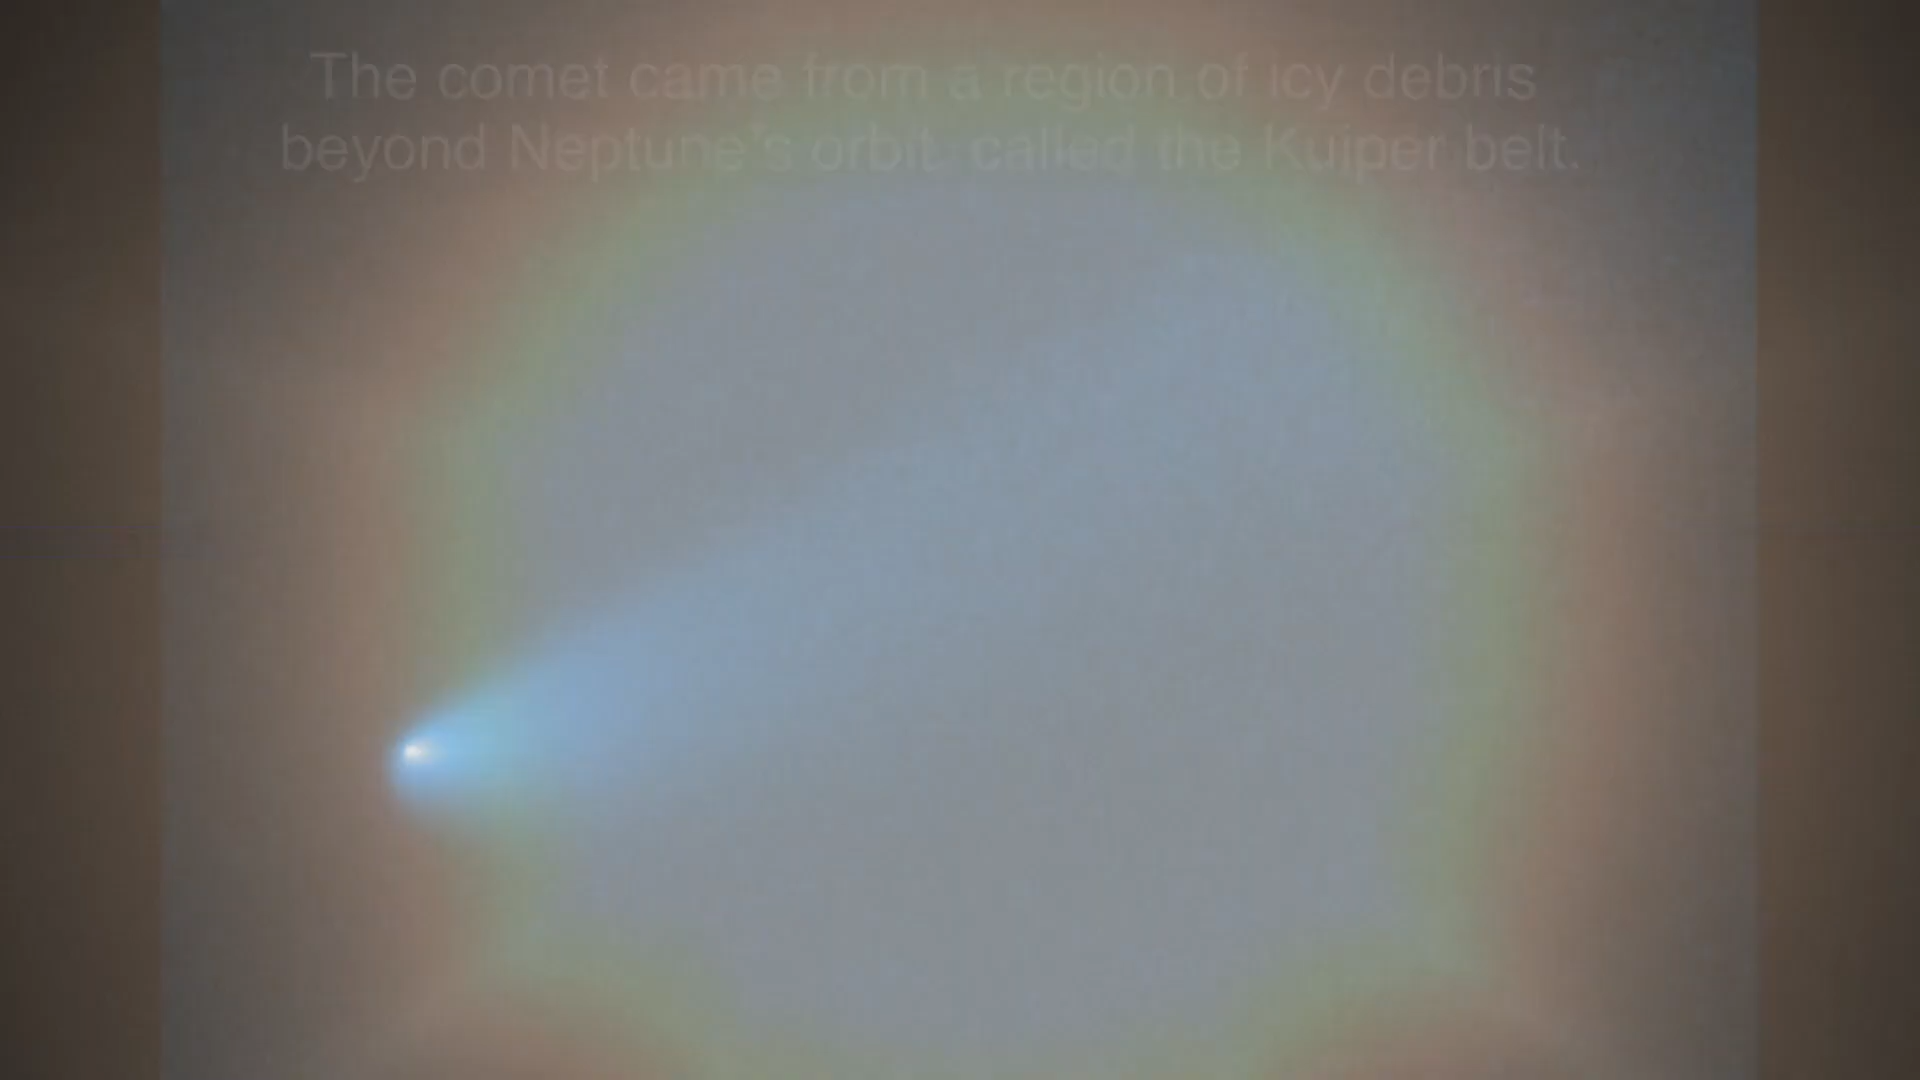 The comet came from a region of icy debris
beyond Neptune's orbit called the Kuiper belt.